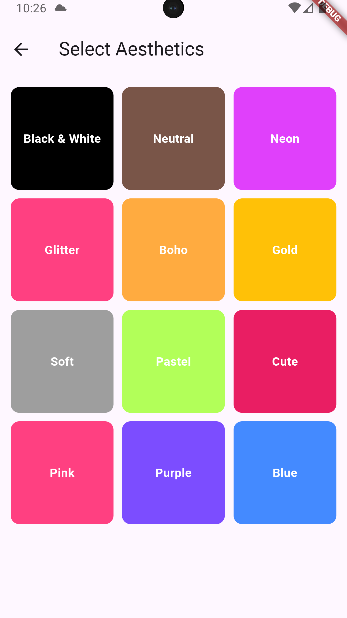 10:26
DEBUG
Select Aesthetics
Black & White
Neutral
Neon
Glitter
Boho
Gold
Soft
Pastel
Cute
Pink
Purple
Blue